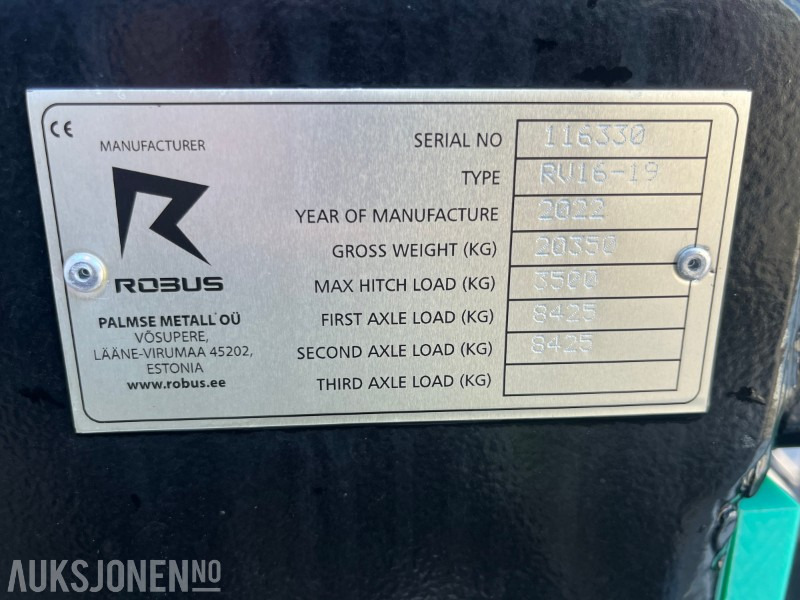 CE
MANUFACTURER
ROBUS
PALMSE METALL OÜ
VÕSUPERE,
LÄÄNE-VIRUMAA 45202,
ESTONIA
www.robus.ee
SERIAL NO 116330
TYPE RV16-19
YEAR OF MANUFACTURE 2022
GROSS WEIGHT (KG) 20350
MAX HITCH LOAD (KG) 3500
FIRST AXLE LOAD (KG) 8425
SECOND AXLE LOAD (KG) 8425
THIRD AXLE LOAD (KG)
AUKSJONEN.NO